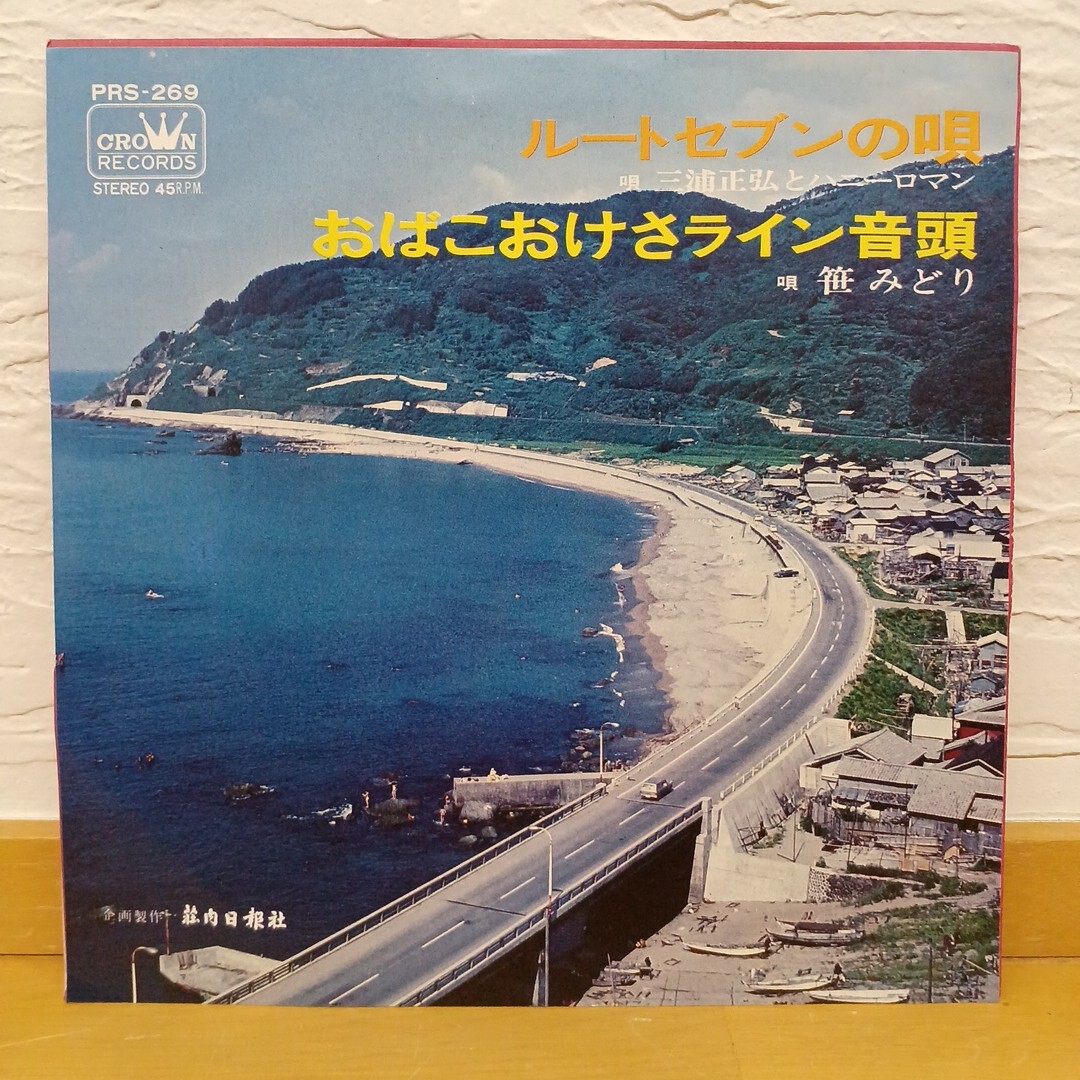 PRS-269
CROWN
RECORDS
STEREO 45R.P.M.
ルートセブンの唄
唄 三浦正弘とハニーロマン
おばこおけさライン音頭
唄 笹みどり
企画製作・荘内日報社